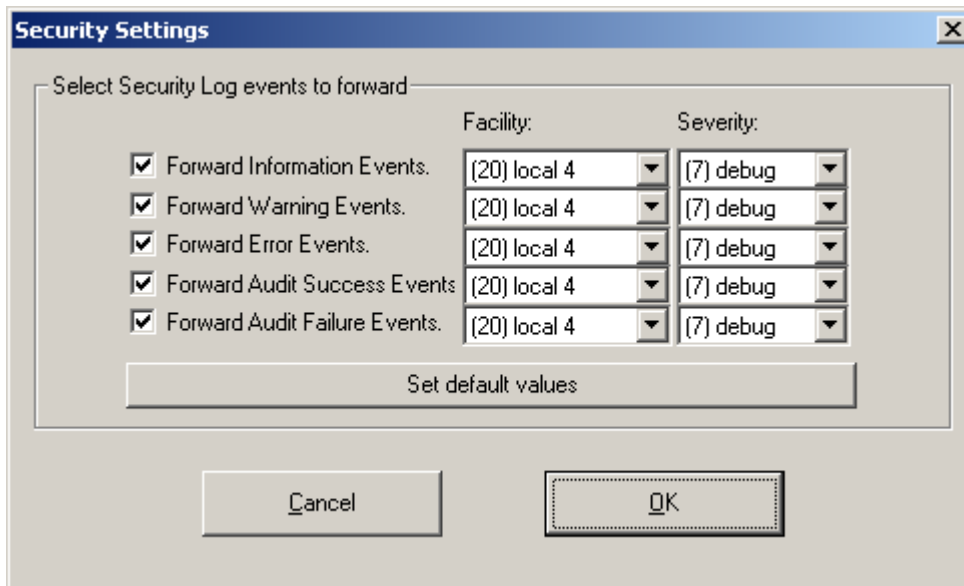 Security Settings
Select Security Log events to forward
Facility: Severity:
Forward Information Events. (20) local 4 (7) debug
Forward Warning Events. (20) local 4 (7) debug
Forward Error Events. (20) local 4 (7) debug
Forward Audit Success Events (20) local 4 (7) debug
Forward Audit Failure Events. (20) local 4 (7) debug
Set default values
Cancel OK